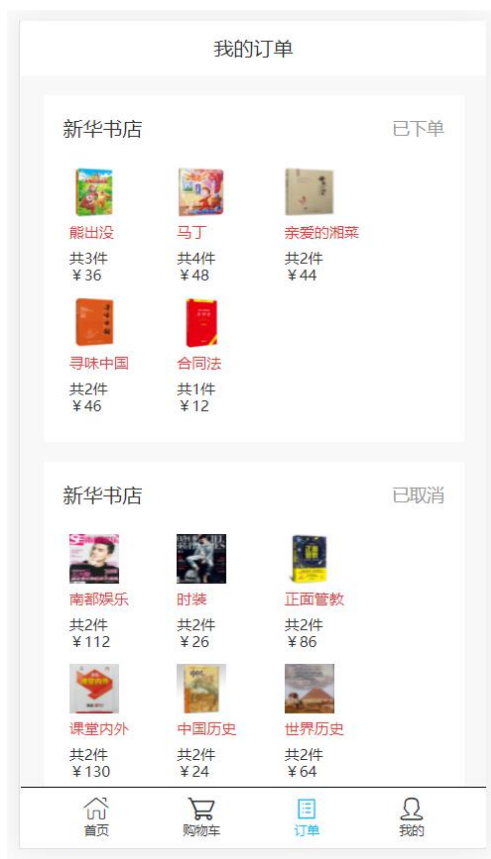 我的订单
新华书店 已下单
熊出没 马丁 亲爱的湘菜
共3件 共4件 共2件
￥36 ￥48 ￥44
寻味中国 合同法
共2件 共1件
￥46 ￥12
新华书店 已取消
南都娱乐 时装 正面管教
共2件 共2件 共2件
￥112 ￥26 ￥86
课堂内外 中国历史 世界历史
共2件 共2件 共2件
￥130 ￥24 ￥64
首页 购物车 订单 我的